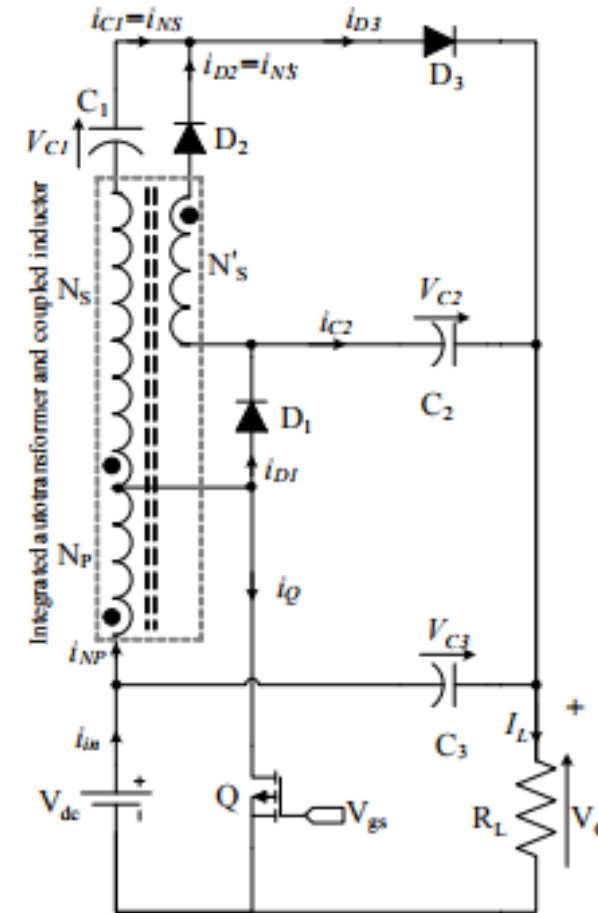 iC1=iNS
iD3
iD2=iN'S
D3
C1
VC1
D2
Integrated autotransformer and coupled inductor
NS
N'S
VC2
iC2
C2
D1
iD1
NP
iQ
VC3
iNP
+
iin
C3
IL
+
Vdc
-
Q
Vgs
RL